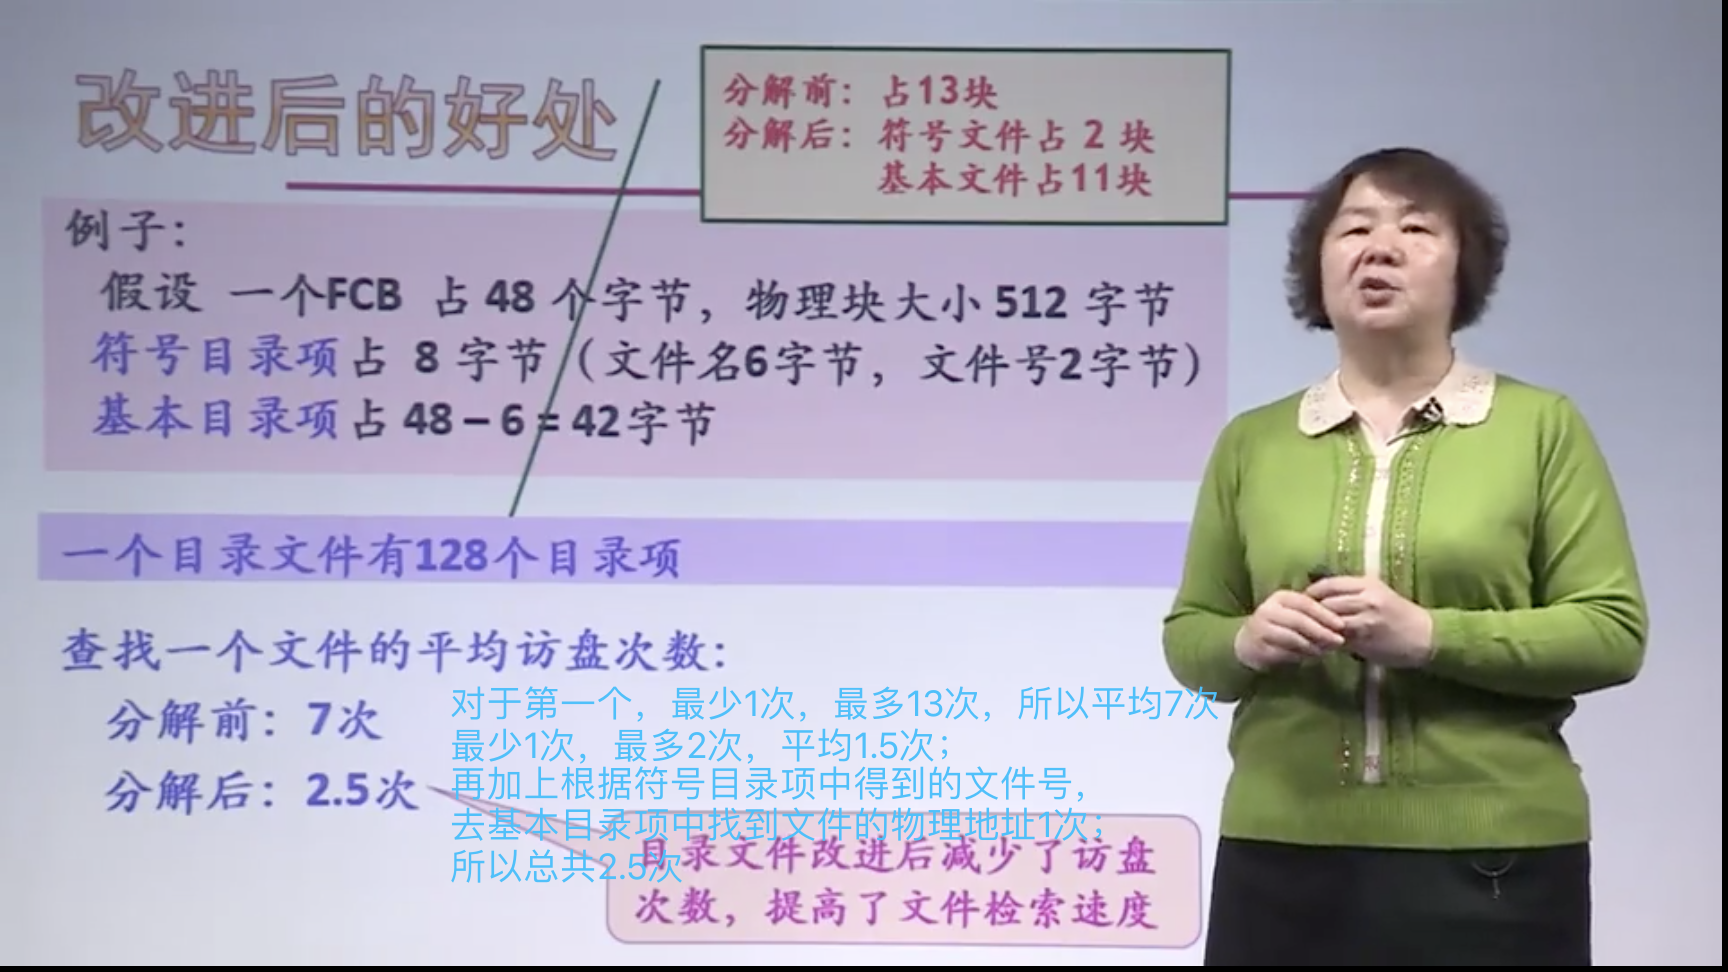 改进后的好处
分解前：占13块
分解后：符号文件占 2 块
基本文件占11块
例子：
假设 一个FCB 占 48 个字节，物理块大小 512 字节
符号目录项占 8 字节（文件名6字节，文件号2字节）
基本目录项占 48 – 6 = 42字节
一个目录文件有128个目录项
查找一个文件的平均访盘次数：
分解前：7次
分解后：2.5次
对于第一个，最少1次，最多13次，所以平均7次
最少1次，最多2次，平均1.5次；
再加上根据符号目录项中得到的文件号，
去基本目录项中找到文件的物理地址1次；
所以总共2.5次
目录文件改进后减少了访盘
次数，提高了文件检索速度